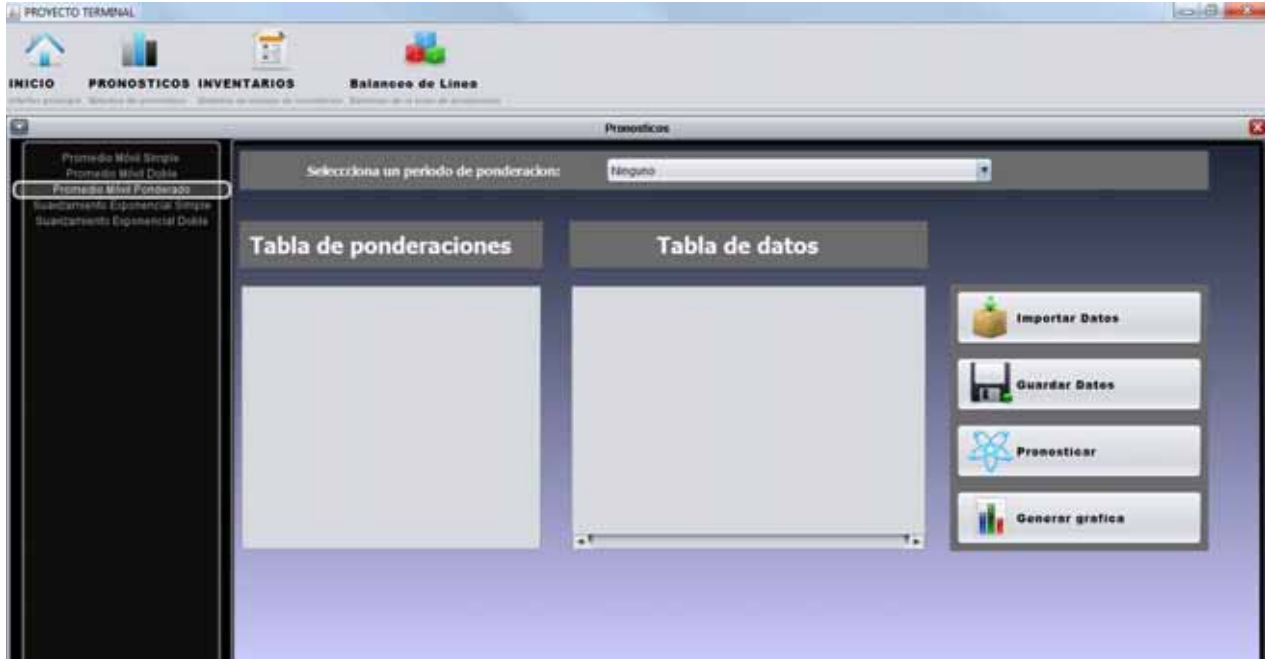 PROYECTO TERMINAL
INICIO PRONOSTICOS INVENTARIOS Balanceo de Linea
Pronosticos
Promedio Móvil Simple
Promedio Móvil Doble
Promedio Móvil Ponderado
Suavizamiento Exponencial Simple
Suavizamiento Exponencial Doble
Seleccciona un periodo de ponderacion: Ninguno
Tabla de ponderaciones Tabla de datos
Importar Datos
Guardar Datos
Pronosticar
Generar grafica